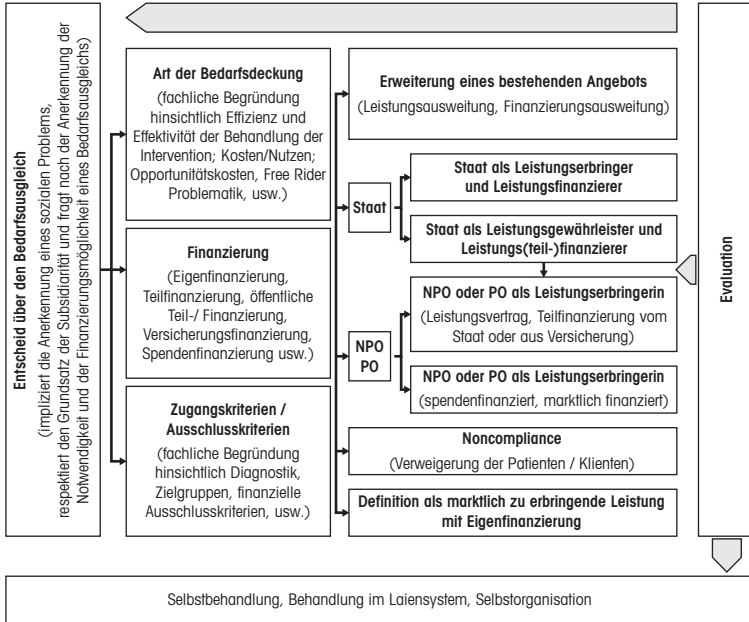 Entscheid über den Bedarfsausgleich
(impliziert die Anerkennung eines sozialen Problems,
respektiert den Grundsatz der Subsidiarität und fragt nach der Anerkennung der
Notwendigkeit und der Finanzierungsmöglichkeit eines Bedarfsausgleichs)
Art der Bedarfsdeckung
(fachliche Begründung
hinsichtlich Effizienz und
Effektivität der Behandlung der
Intervention; Kosten/Nutzen;
Opportunitätskosten, Free Rider
Problematik, usw.)
Finanzierung
(Eigenfinanzierung,
Teilfinanzierung, öffentliche
Teil-/ Finanzierung,
Versicherungsfinanzierung,
Spendenfinanzierung usw.)
Zugangskriterien /
Ausschlusskriterien
(fachliche Begründung
hinsichtlich Diagnostik,
Zielgruppen, finanzielle
Ausschlusskriterien, usw.)
Erweiterung eines bestehenden Angebots
(Leistungsausweitung, Finanzierungsausweitung)
Staat
Staat als Leistungserbringer
und Leistungsfinanzierer
Staat als Leistungsgewährleister und
Leistungs(teil-)finanzierer
NPO
PO
NPO oder PO als Leistungserbringerin
(Leistungsvertrag, Teilfinanzierung vom
Staat oder aus Versicherung)
NPO oder PO als Leistungserbringerin
(spendenfinanziert, marktlich finanziert)
Noncompliance
(Verweigerung der Patienten / Klienten)
Definition als marktlich zu erbringende Leistung
mit Eigenfinanzierung
Evaluation
Selbstbehandlung, Behandlung im Laiensystem, Selbstorganisation